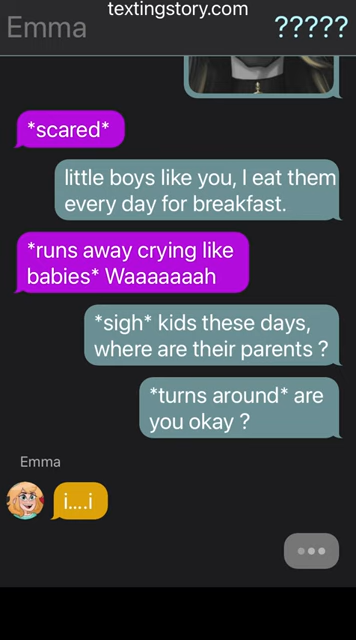 textingstory.com
Emma
?????
*scared*
little boys like you, I eat them
every day for breakfast.
*runs away crying like
babies* Waaaaaaah
*sigh* kids these days,
where are their parents ?
*turns around* are
you okay ?
Emma
i....i